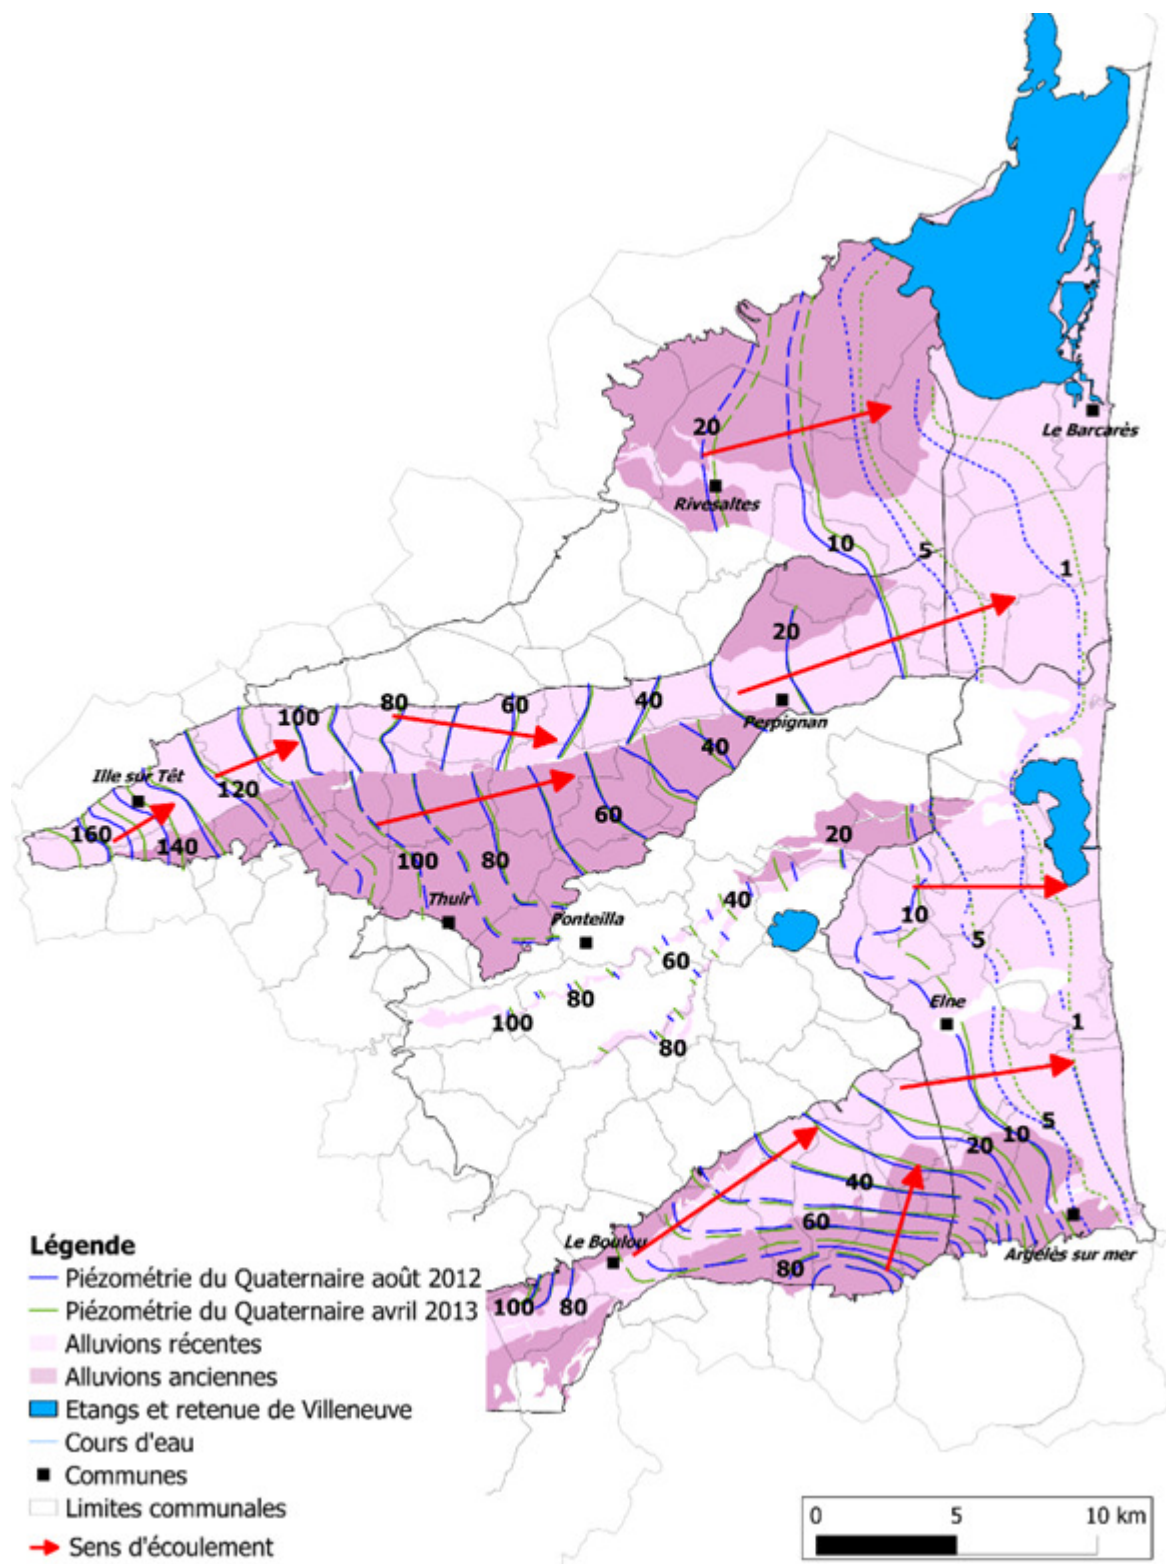 Le Barcarès
20
Rivesaltes
10
5
1
20
Perpignan
100
80
60
40
40
Ille sur Têt
120
160
140
60
100
80
Thuir
Ponteilla
20
40
10
5
60
80
100
Elne
80
1
5
10
20
40
60
Le Boulou
Argelès sur mer
80
100
80
Légende
Piézométrie du Quaternaire août 2012
Piézométrie du Quaternaire avril 2013
Alluvions récentes
Alluvions anciennes
Etangs et retenue de Villeneuve
Cours d'eau
Communes
Limites communales
Sens d'écoulement
0 5 10 km